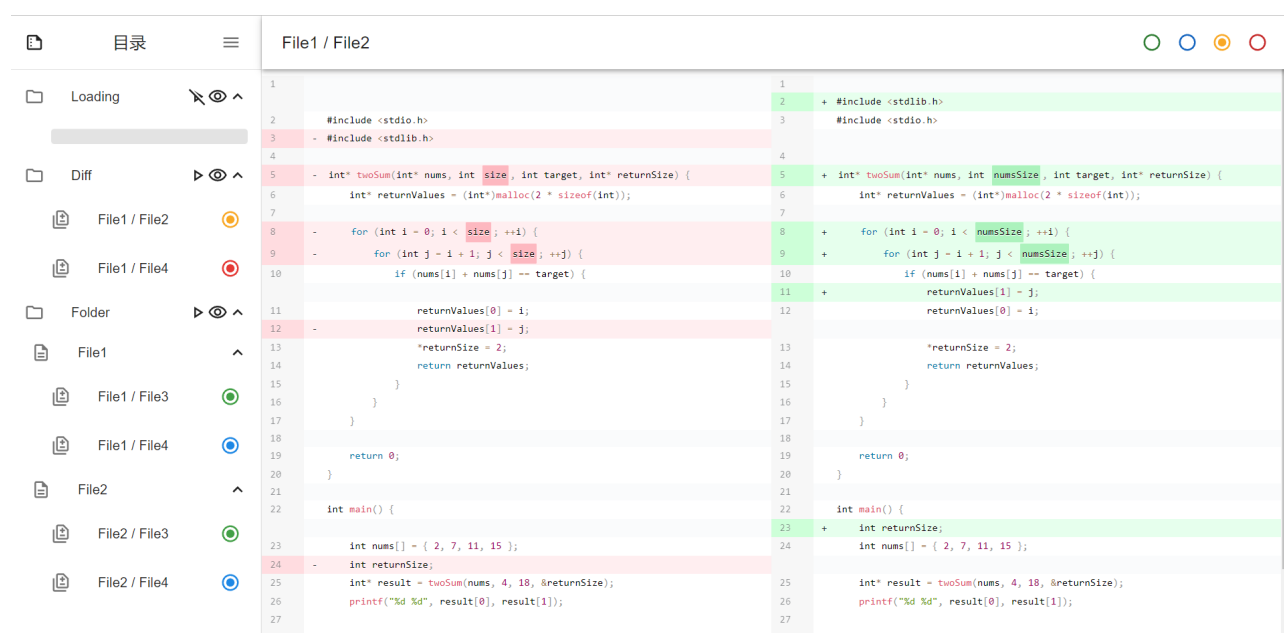 目录
File1 / File2
Loading
Diff
File1 / File2
File1 / File4
Folder
File1
File1 / File3
File1 / File4
File2
File2 / File3
File2 / File4
1
2 #include <stdio.h>
3 - #include <stdlib.h>
4
5 - int* twoSum(int* nums, int size, int target, int* returnSize) {
6 int* returnValues = (int*)malloc(2 * sizeof(int));
7
8 - for (int i = 0; i < size; ++i) {
9 - for (int j = i + 1; j < size; ++j) {
10 if (nums[i] + nums[j] == target) {
11 returnValues[0] = i;
12 - returnValues[1] = j;
13 *returnSize = 2;
14 return returnValues;
15 }
16 }
17 }
18
19 return 0;
20 }
21
22 int main() {
23 int nums[] = { 2, 7, 11, 15 };
24 - int returnSize;
25 int* result = twoSum(nums, 4, 18, &returnSize);
26 printf("%d %d", result[0], result[1]);
27
1
2 + #include <stdlib.h>
3 #include <stdio.h>
4
5 + int* twoSum(int* nums, int numsSize, int target, int* returnSize) {
6 int* returnValues = (int*)malloc(2 * sizeof(int));
7
8 + for (int i = 0; i < numsSize; ++i) {
9 + for (int j = i + 1; j < numsSize; ++j) {
10 if (nums[i] + nums[j] == target) {
11 + returnValues[1] = j;
12 returnValues[0] = i;
13 *returnSize = 2;
14 return returnValues;
15 }
16 }
17 }
18
19 return 0;
20 }
21
22 int main() {
23 + int returnSize;
24 int nums[] = { 2, 7, 11, 15 };
25 int* result = twoSum(nums, 4, 18, &returnSize);
26 printf("%d %d", result[0], result[1]);
27